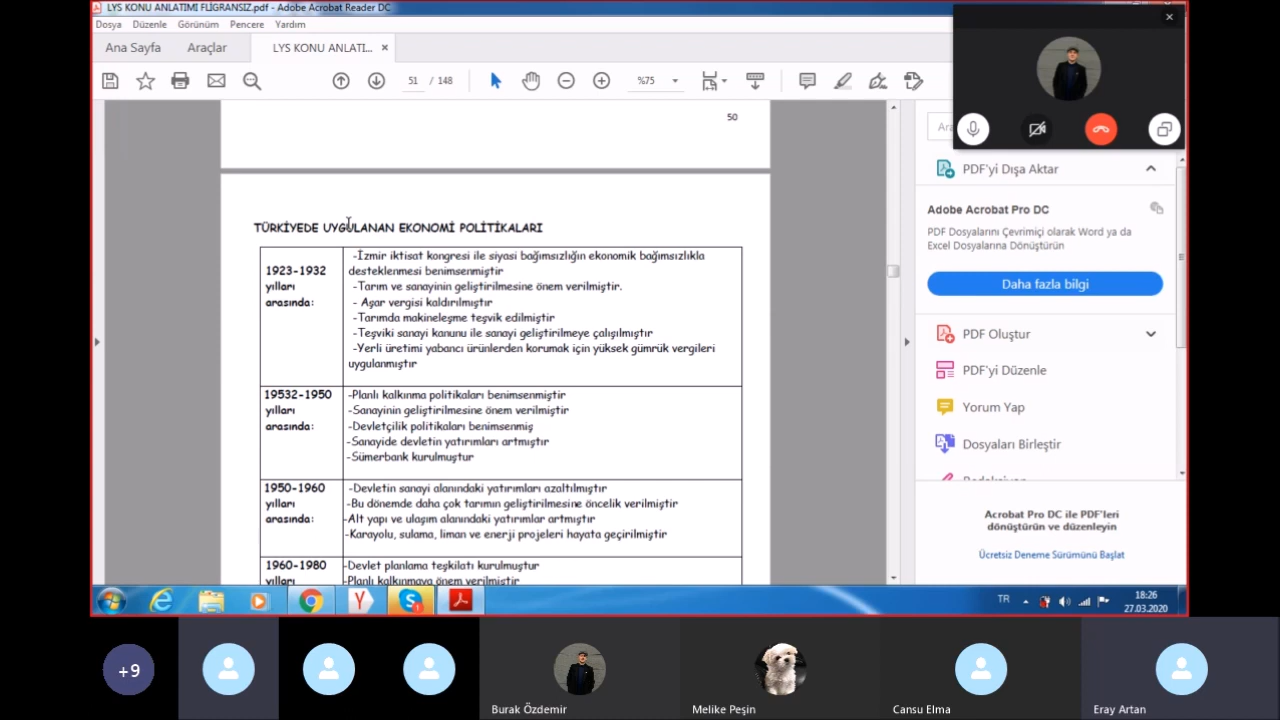 LYS KONU ANLATIMI FLİGRANSIZ.pdf - Adobe Acrobat Reader DC
Dosya Düzenle Görünüm Pencere Yardım
Ana Sayfa Araçlar LYS KONU ANLATI... ×
51 / 148 %75
50
TÜRKİYEDE UYGULANAN EKONOMİ POLİTİKALARI
1923-1932
yılları
arasında:
-İzmir iktisat kongresi ile siyasi bağımsızlığın ekonomik bağımsızlıkla
desteklenmesi benimsenmiştir
-Tarım ve sanayinin geliştirilmesine önem verilmiştir.
- Aşar vergisi kaldırılmıştır
-Tarımda makineleşme teşvik edilmiştir
-Teşviki sanayi kanunu ile sanayi geliştirilmeye çalışılmıştır
-Yerli üretimi yabancı ürünlerden korumak için yüksek gümrük vergileri
uygulanmıştır
19532-1950
yılları
arasında:
-Planlı kalkınma politikaları benimsenmiştir
-Sanayinin geliştirilmesine önem verilmiştir
-Devletçilik politikaları benimsenmiş
-Sanayide devletin yatırımları artmıştır
-Sümerbank kurulmuştur
1950-1960
yılları
arasında:
-Devletin sanayi alanındaki yatırımları azaltılmıştır
-Bu dönemde daha çok tarımın geliştirilmesine öncelik verilmiştir
-Alt yapı ve ulaşım alanındaki yatırımlar artmıştır
-Karayolu, sulama, liman ve enerji projeleri hayata geçirilmiştir
1960-1980
yılları
-Devlet planlama teşkilatı kurulmuştur
-Planlı kalkınmaya önem verilmiştir
Ara
PDF'yi Dışa Aktar
Adobe Acrobat Pro DC
PDF Dosyalarını Çevrimiçi olarak Word ya da
Excel Dosyalarına Dönüştürün
Daha fazla bilgi
PDF Oluştur
PDF'yi Düzenle
Yorum Yap
Dosyaları Birleştir
Redaksiyon
Acrobat Pro DC ile PDF'leri
dönüştürün ve düzenleyin
Ücretsiz Deneme Sürümünü Başlat
TR
18:26
27.03.2020
+9
Burak Özdemir
Melike Peşin
Cansu Elma
Eray Artan